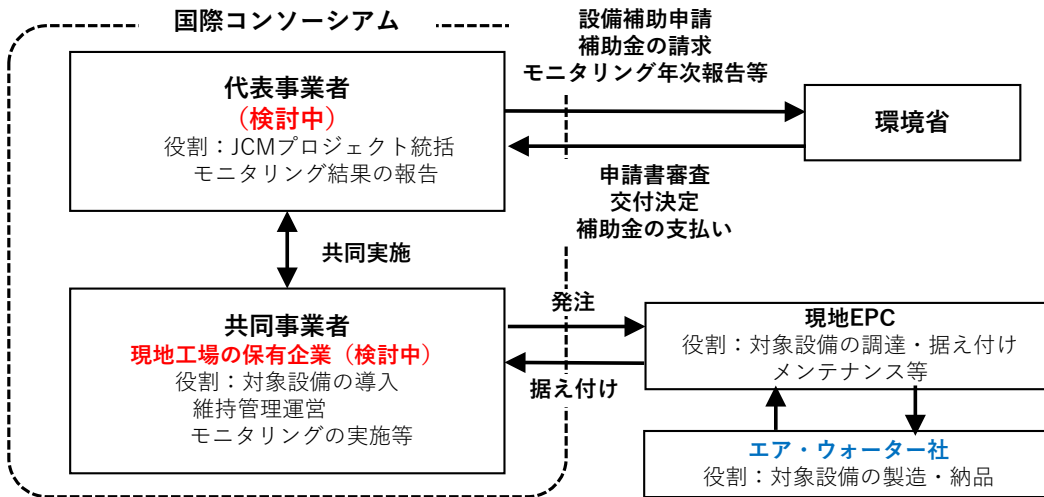 国際コンソーシアム
設備補助申請
補助金の請求
モニタリング年次報告等
代表事業者
（検討中）
役割：JCMプロジェクト統括
モニタリング結果の報告
環境省
申請書審査
交付決定
補助金の支払い
共同実施
共同事業者
現地工場の保有企業（検討中）
役割：対象設備の導入
維持管理運営
モニタリングの実施等
発注
据え付け
現地EPC
役割：対象設備の調達・据え付け
メンテナンス等
エア・ウォーター社
役割：対象設備の製造・納品